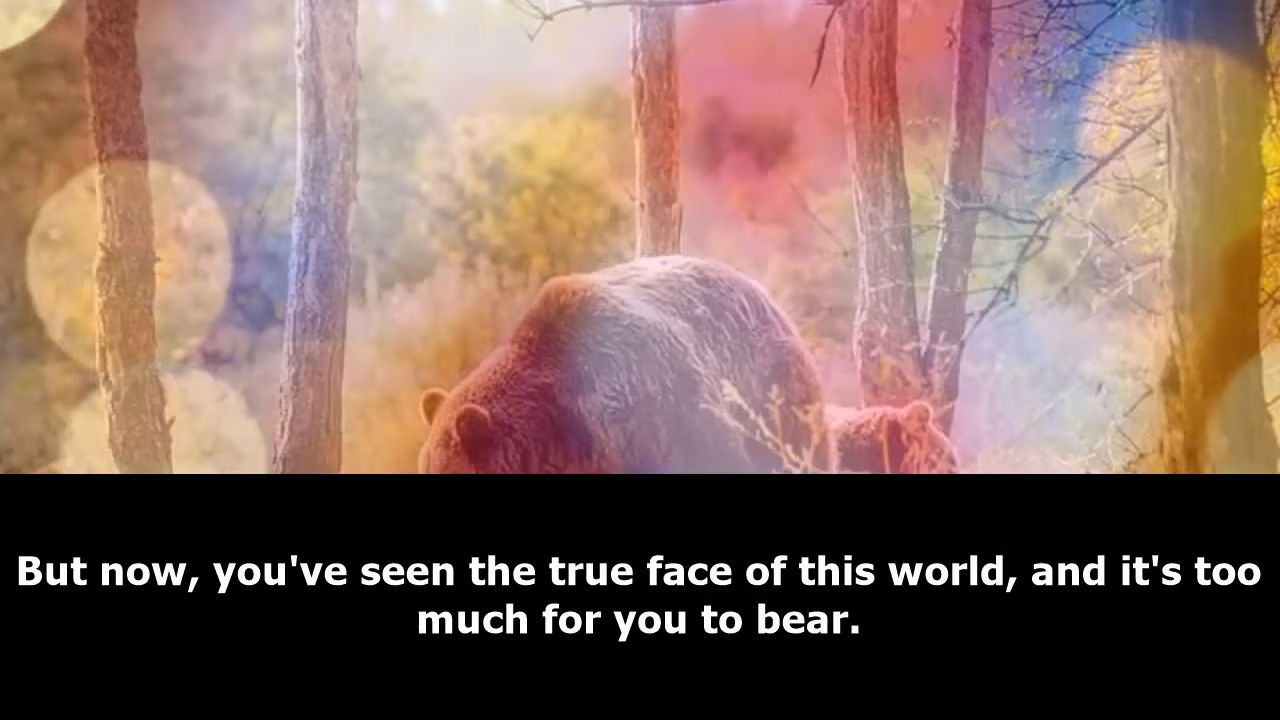 But now, you've seen the true face of this world, and it's too
much for you to bear.